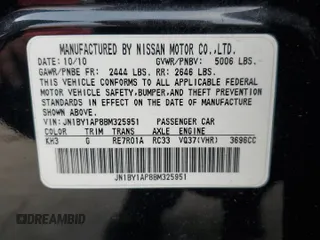 MANUFACTURED BY NISSAN MOTOR CO.,LTD.
DATE: 10/10 GVWR/PNBV: 5006 LBS.
GAWR/PNBE FR: 2444 LBS. RR: 2646 LBS.
THIS VEHICLE CONFORMS TO ALL APPLICABLE FEDERAL
MOTOR VEHICLE SAFETY, BUMPER, AND THEFT PREVENTION
STANDARDS IN EFFECT ON THE DATE OF MANUFACTURE
SHOWN ABOVE.
VIN: JN1BY1AP8BM325951 PASSENGER CAR
COLOR TRIM TRANS AXLE ENGINE
KH3 G RE7R01A RC33 VQ37(VHR) 3696CC
JN1BY1AP8BM325951
DREAMBID